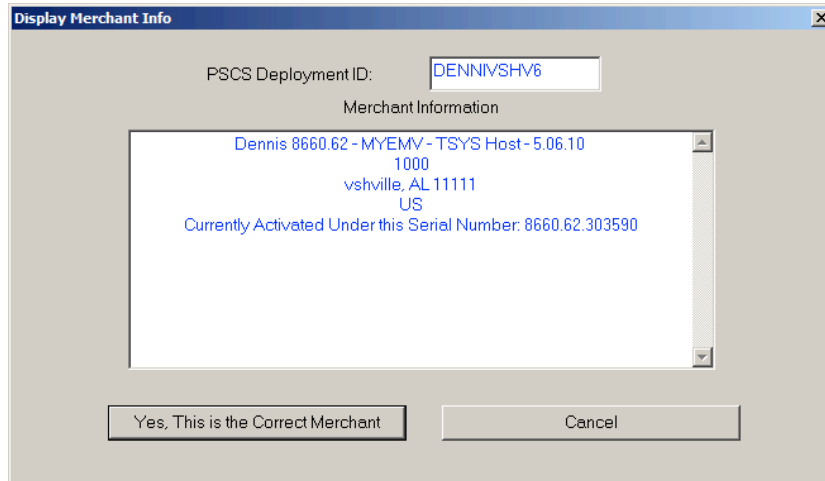 Display Merchant Info
PSCS Deployment ID: DENNIVSHV6
Merchant Information
Dennis 8660.62 - MYEMV - TSYS Host - 5.06.10
1000
vshville, AL 11111
US
Currently Activated Under this Serial Number: 8660.62.303590
Yes, This is the Correct Merchant Cancel